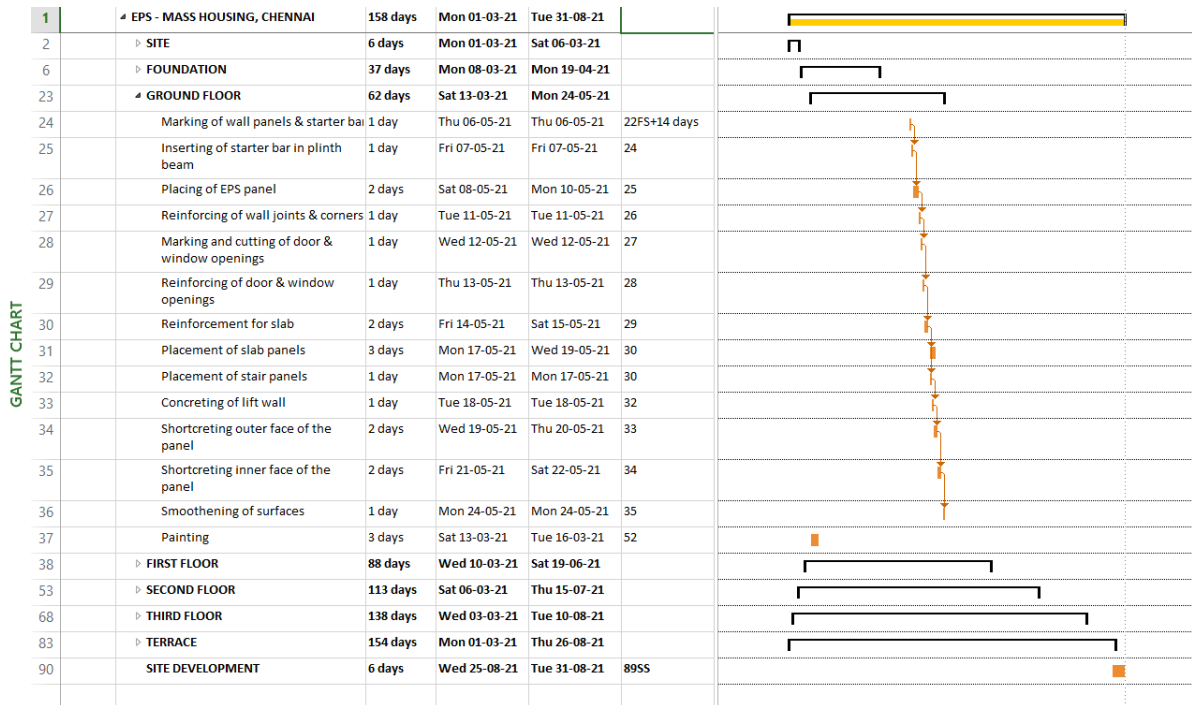 1 EPS - MASS HOUSING, CHENNAI 158 days Mon 01-03-21 Tue 31-08-21
2 SITE 6 days Mon 01-03-21 Sat 06-03-21
6 FOUNDATION 37 days Mon 08-03-21 Mon 19-04-21
23 GROUND FLOOR 62 days Sat 13-03-21 Mon 24-05-21
24 Marking of wall panels & starter bar 1 day Thu 06-05-21 Thu 06-05-21 22FS+14 days
25 Inserting of starter bar in plinth 1 day Fri 07-05-21 Fri 07-05-21 24
beam
26 Placing of EPS panel 2 days Sat 08-05-21 Mon 10-05-21 25
27 Reinforcing of wall joints & corners 1 day Tue 11-05-21 Tue 11-05-21 26
28 Marking and cutting of door & 1 day Wed 12-05-21 Wed 12-05-21 27
window openings
29 Reinforcing of door & window 1 day Thu 13-05-21 Thu 13-05-21 28
openings
30 Reinforcement for slab 2 days Fri 14-05-21 Sat 15-05-21 29
31 Placement of slab panels 3 days Mon 17-05-21 Wed 19-05-21 30
32 Placement of stair panels 1 day Mon 17-05-21 Mon 17-05-21 30
33 Concreting of lift wall 1 day Tue 18-05-21 Tue 18-05-21 32
34 Shortcreting outer face of the 2 days Wed 19-05-21 Thu 20-05-21 33
panel
35 Shortcreting inner face of the 2 days Fri 21-05-21 Sat 22-05-21 34
panel
36 Smoothening of surfaces 1 day Mon 24-05-21 Mon 24-05-21 35
37 Painting 3 days Sat 13-03-21 Tue 16-03-21 52
38 FIRST FLOOR 88 days Wed 10-03-21 Sat 19-06-21
53 SECOND FLOOR 113 days Sat 06-03-21 Thu 15-07-21
68 THIRD FLOOR 138 days Wed 03-03-21 Tue 10-08-21
83 TERRACE 154 days Mon 01-03-21 Thu 26-08-21
90 SITE DEVELOPMENT 6 days Wed 25-08-21 Tue 31-08-21 89SS
GANTT CHART